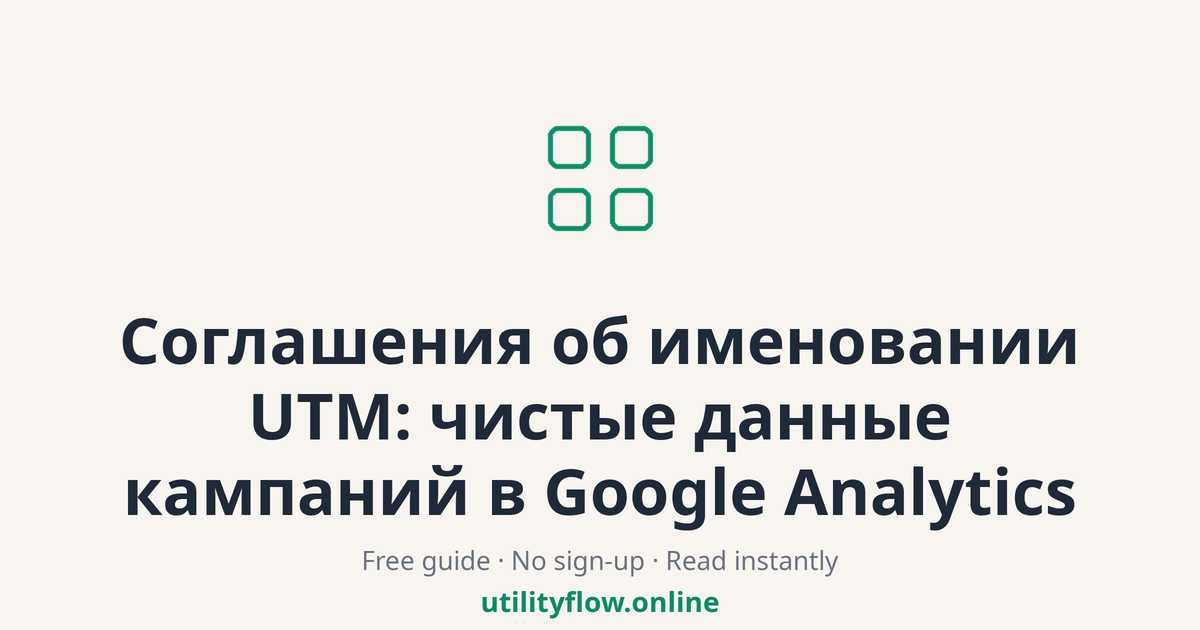 Соглашения об именовании
UTM: чистые данные
кампаний в Google Analytics
Free guide · No sign-up · Read instantly
utilityflow.online